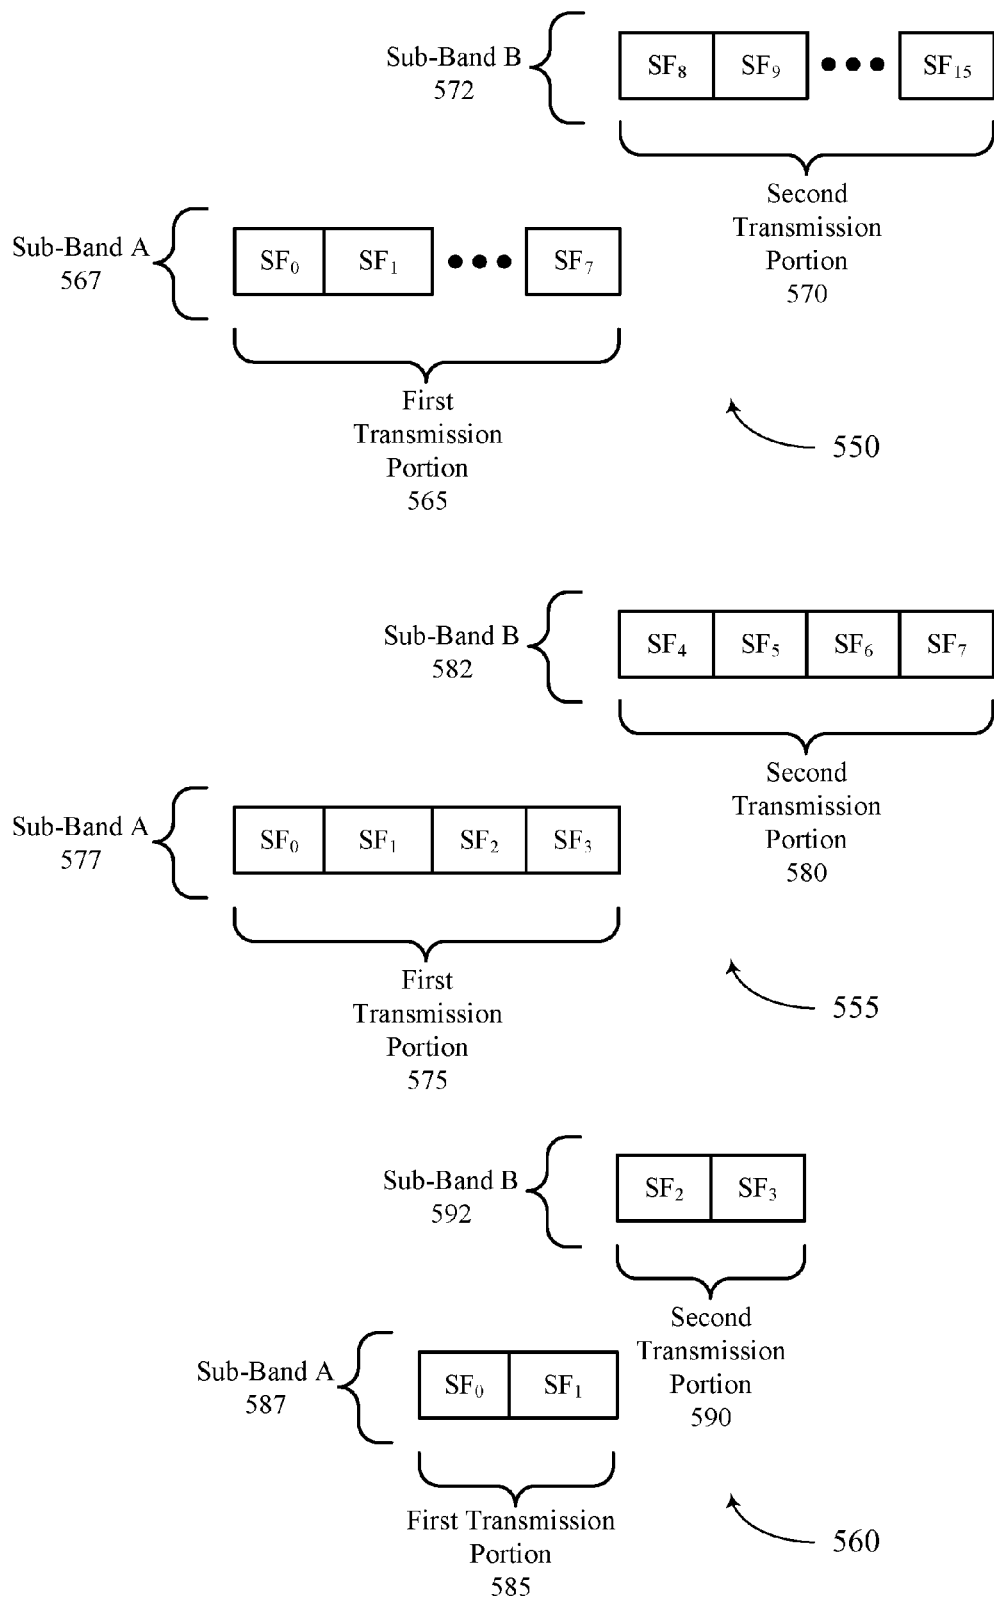 Sub-Band B
572
SF8 SF9 SF15
Second
Transmission
Portion
570
Sub-Band A
567
SF0 SF1 SF7
First
Transmission
Portion
565
550
Sub-Band B
582
SF4 SF5 SF6 SF7
Second
Transmission
Portion
580
Sub-Band A
577
SF0 SF1 SF2 SF3
First
Transmission
Portion
575
555
Sub-Band B
592
SF2 SF3
Second
Transmission
Portion
590
Sub-Band A
587
SF0 SF1
First Transmission
Portion
585
560